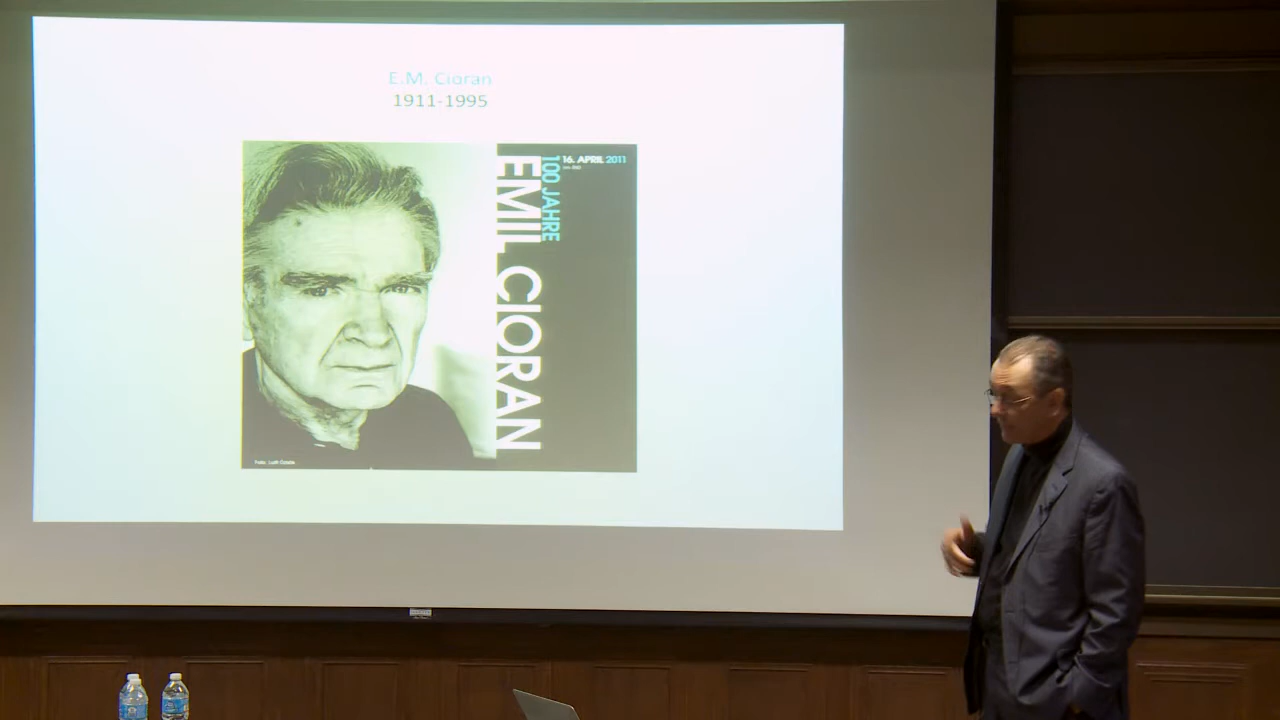 E.M. Cioran
1911-1995
EMIL CIORAN
100 JAHRE
16. APRIL 2011